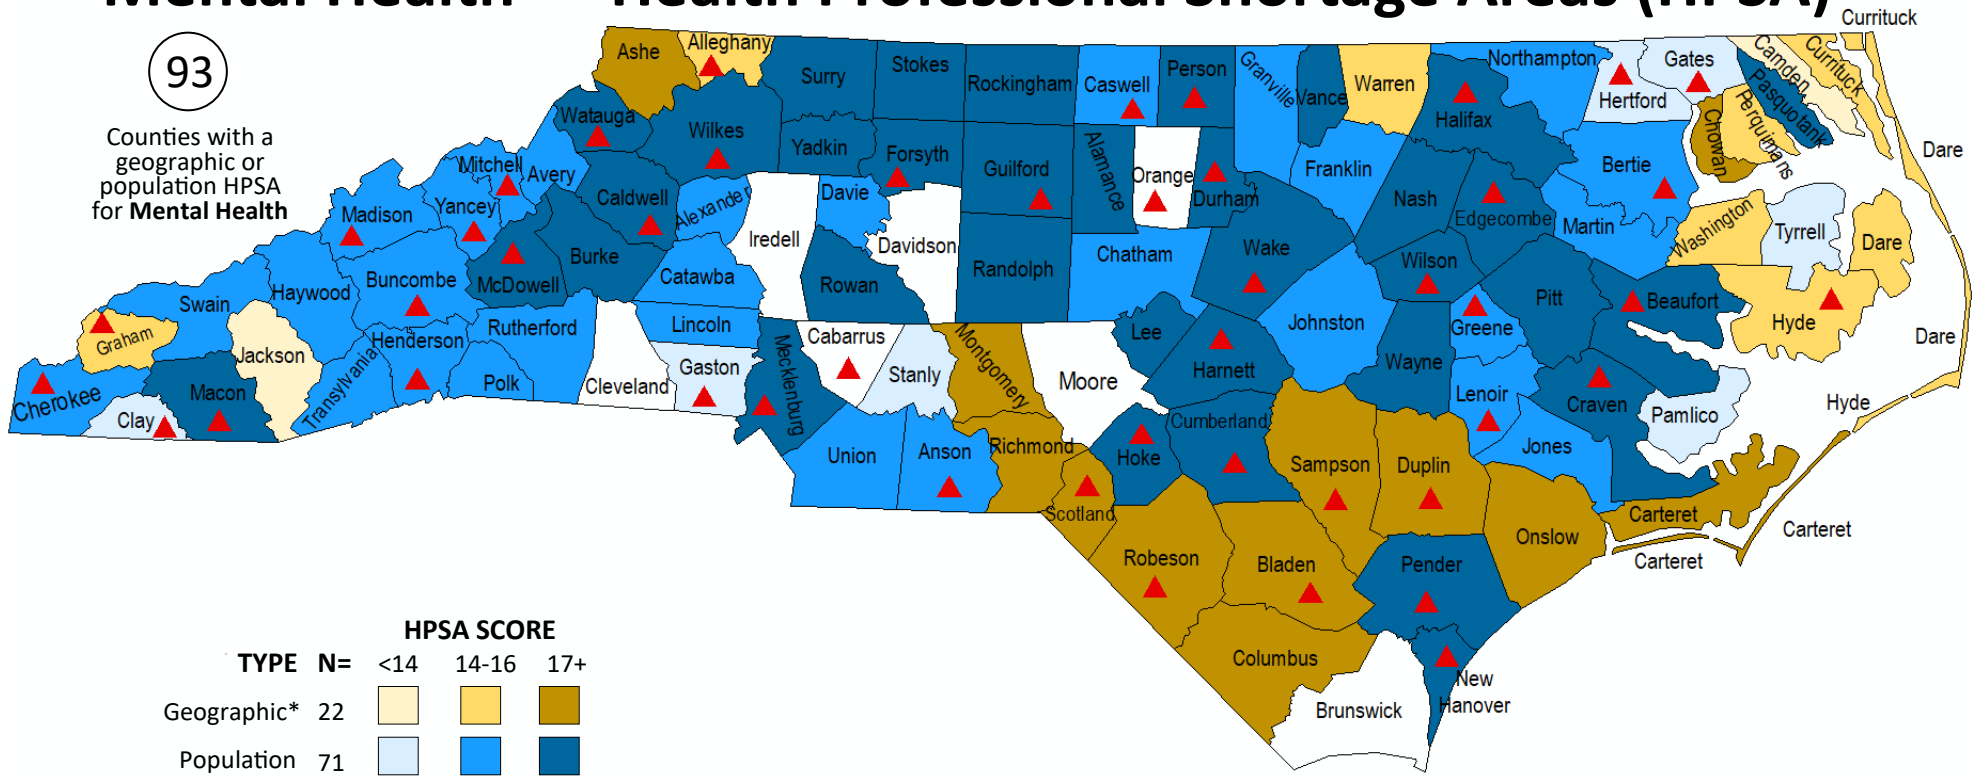 Mental Health Health Professional Shortage Areas (HPSA)
93
Counties with a
geographic or
population HPSA
for Mental Health
Currituck
Ashe
Alleghany
Surry
Stokes
Rockingham
Caswell
Person
Granville
Vance
Warren
Northampton
Hertford
Gates
Camden
Currituck
Pasquotank
Perquimans
Chowan
Dare
Watauga
Wilkes
Yadkin
Forsyth
Guilford
Alamance
Orange
Durham
Franklin
Halifax
Nash
Edgecombe
Bertie
Martin
Washington
Tyrrell
Dare
Mitchell
Avery
Yancey
Madison
Caldwell
Alexander
Iredell
Davie
Davidson
Randolph
Chatham
Wake
Wilson
Pitt
Beaufort
Hyde
Dare
Haywood
Buncombe
McDowell
Burke
Catawba
Rowan
Swain
Graham
Jackson
Henderson
Rutherford
Lincoln
Cabarrus
Montgomery
Lee
Johnston
Greene
Cherokee
Clay
Macon
Transylvania
Polk
Cleveland
Gaston
Mecklenburg
Stanly
Moore
Harnett
Wayne
Lenoir
Craven
Pamlico
Hyde
Union
Anson
Richmond
Hoke
Cumberland
Sampson
Duplin
Jones
Scotland
Onslow
Carteret
Carteret
Carteret
Robeson
Bladen
Pender
Columbus
Brunswick
New
Hanover
HPSA SCORE
TYPE N= <14 14-16 17+
Geographic* 22
Population 71